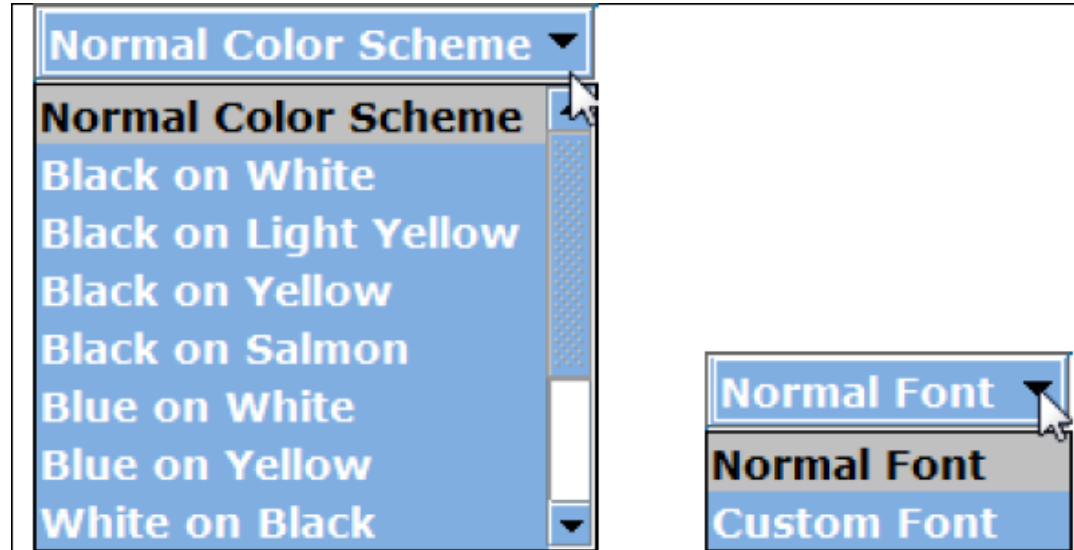 Normal Color Scheme
Normal Color Scheme
Black on White
Black on Light Yellow
Black on Yellow
Black on Salmon
Blue on White
Blue on Yellow
White on Black
Normal Font
Normal Font
Custom Font